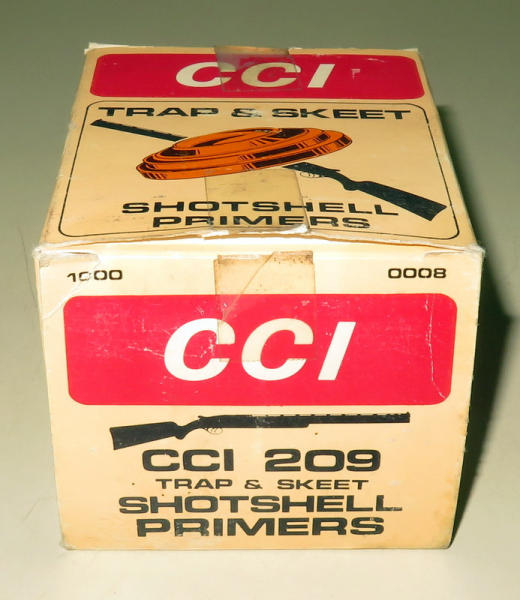 CCI
TRAP & SKEET
SHOTSHELL
PRIMERS
1000 0008
CCI
CCI 209
TRAP & SKEET
SHOTSHELL
PRIMERS